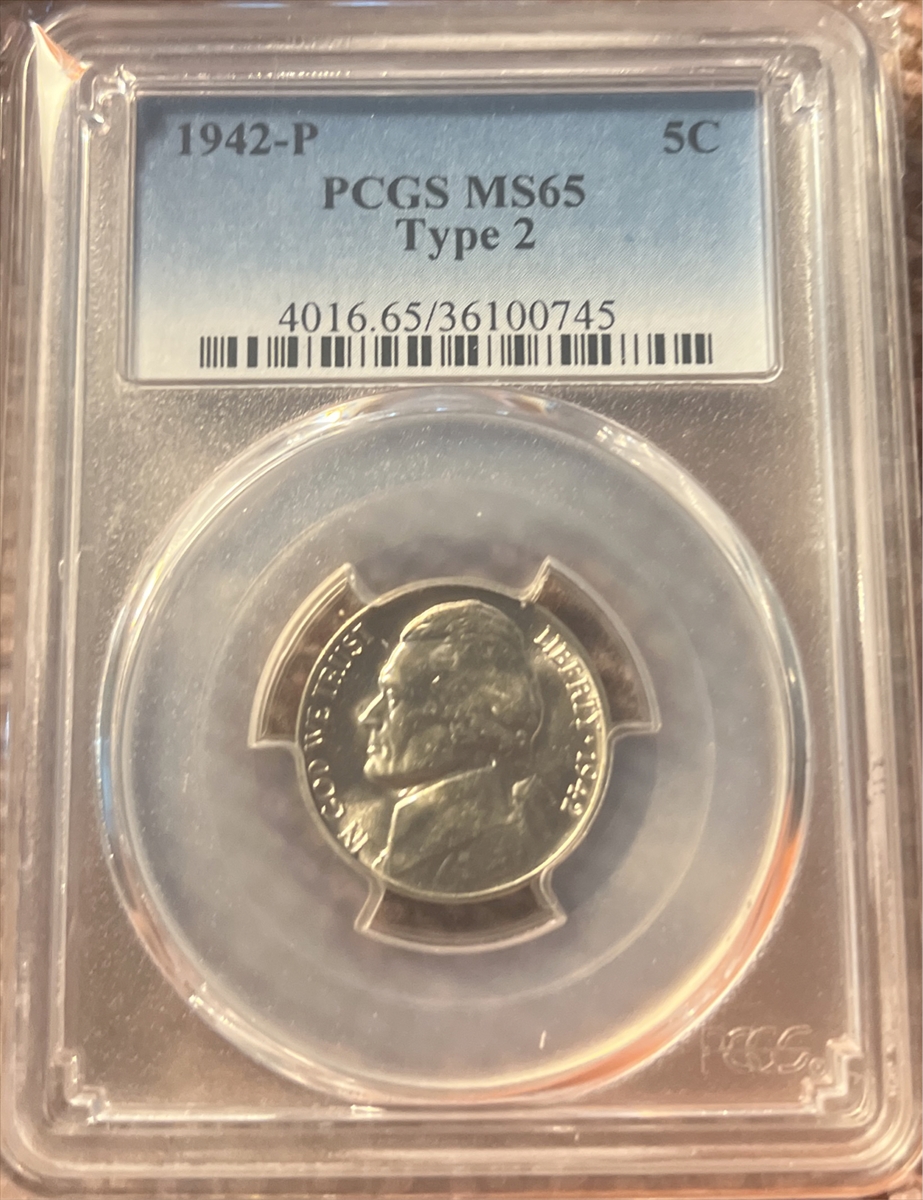 1942-P 5C
PCGS MS65
Type 2
4016.65/36100745
IN GOD WE TRUST
LIBERTY * 1942
PCGS